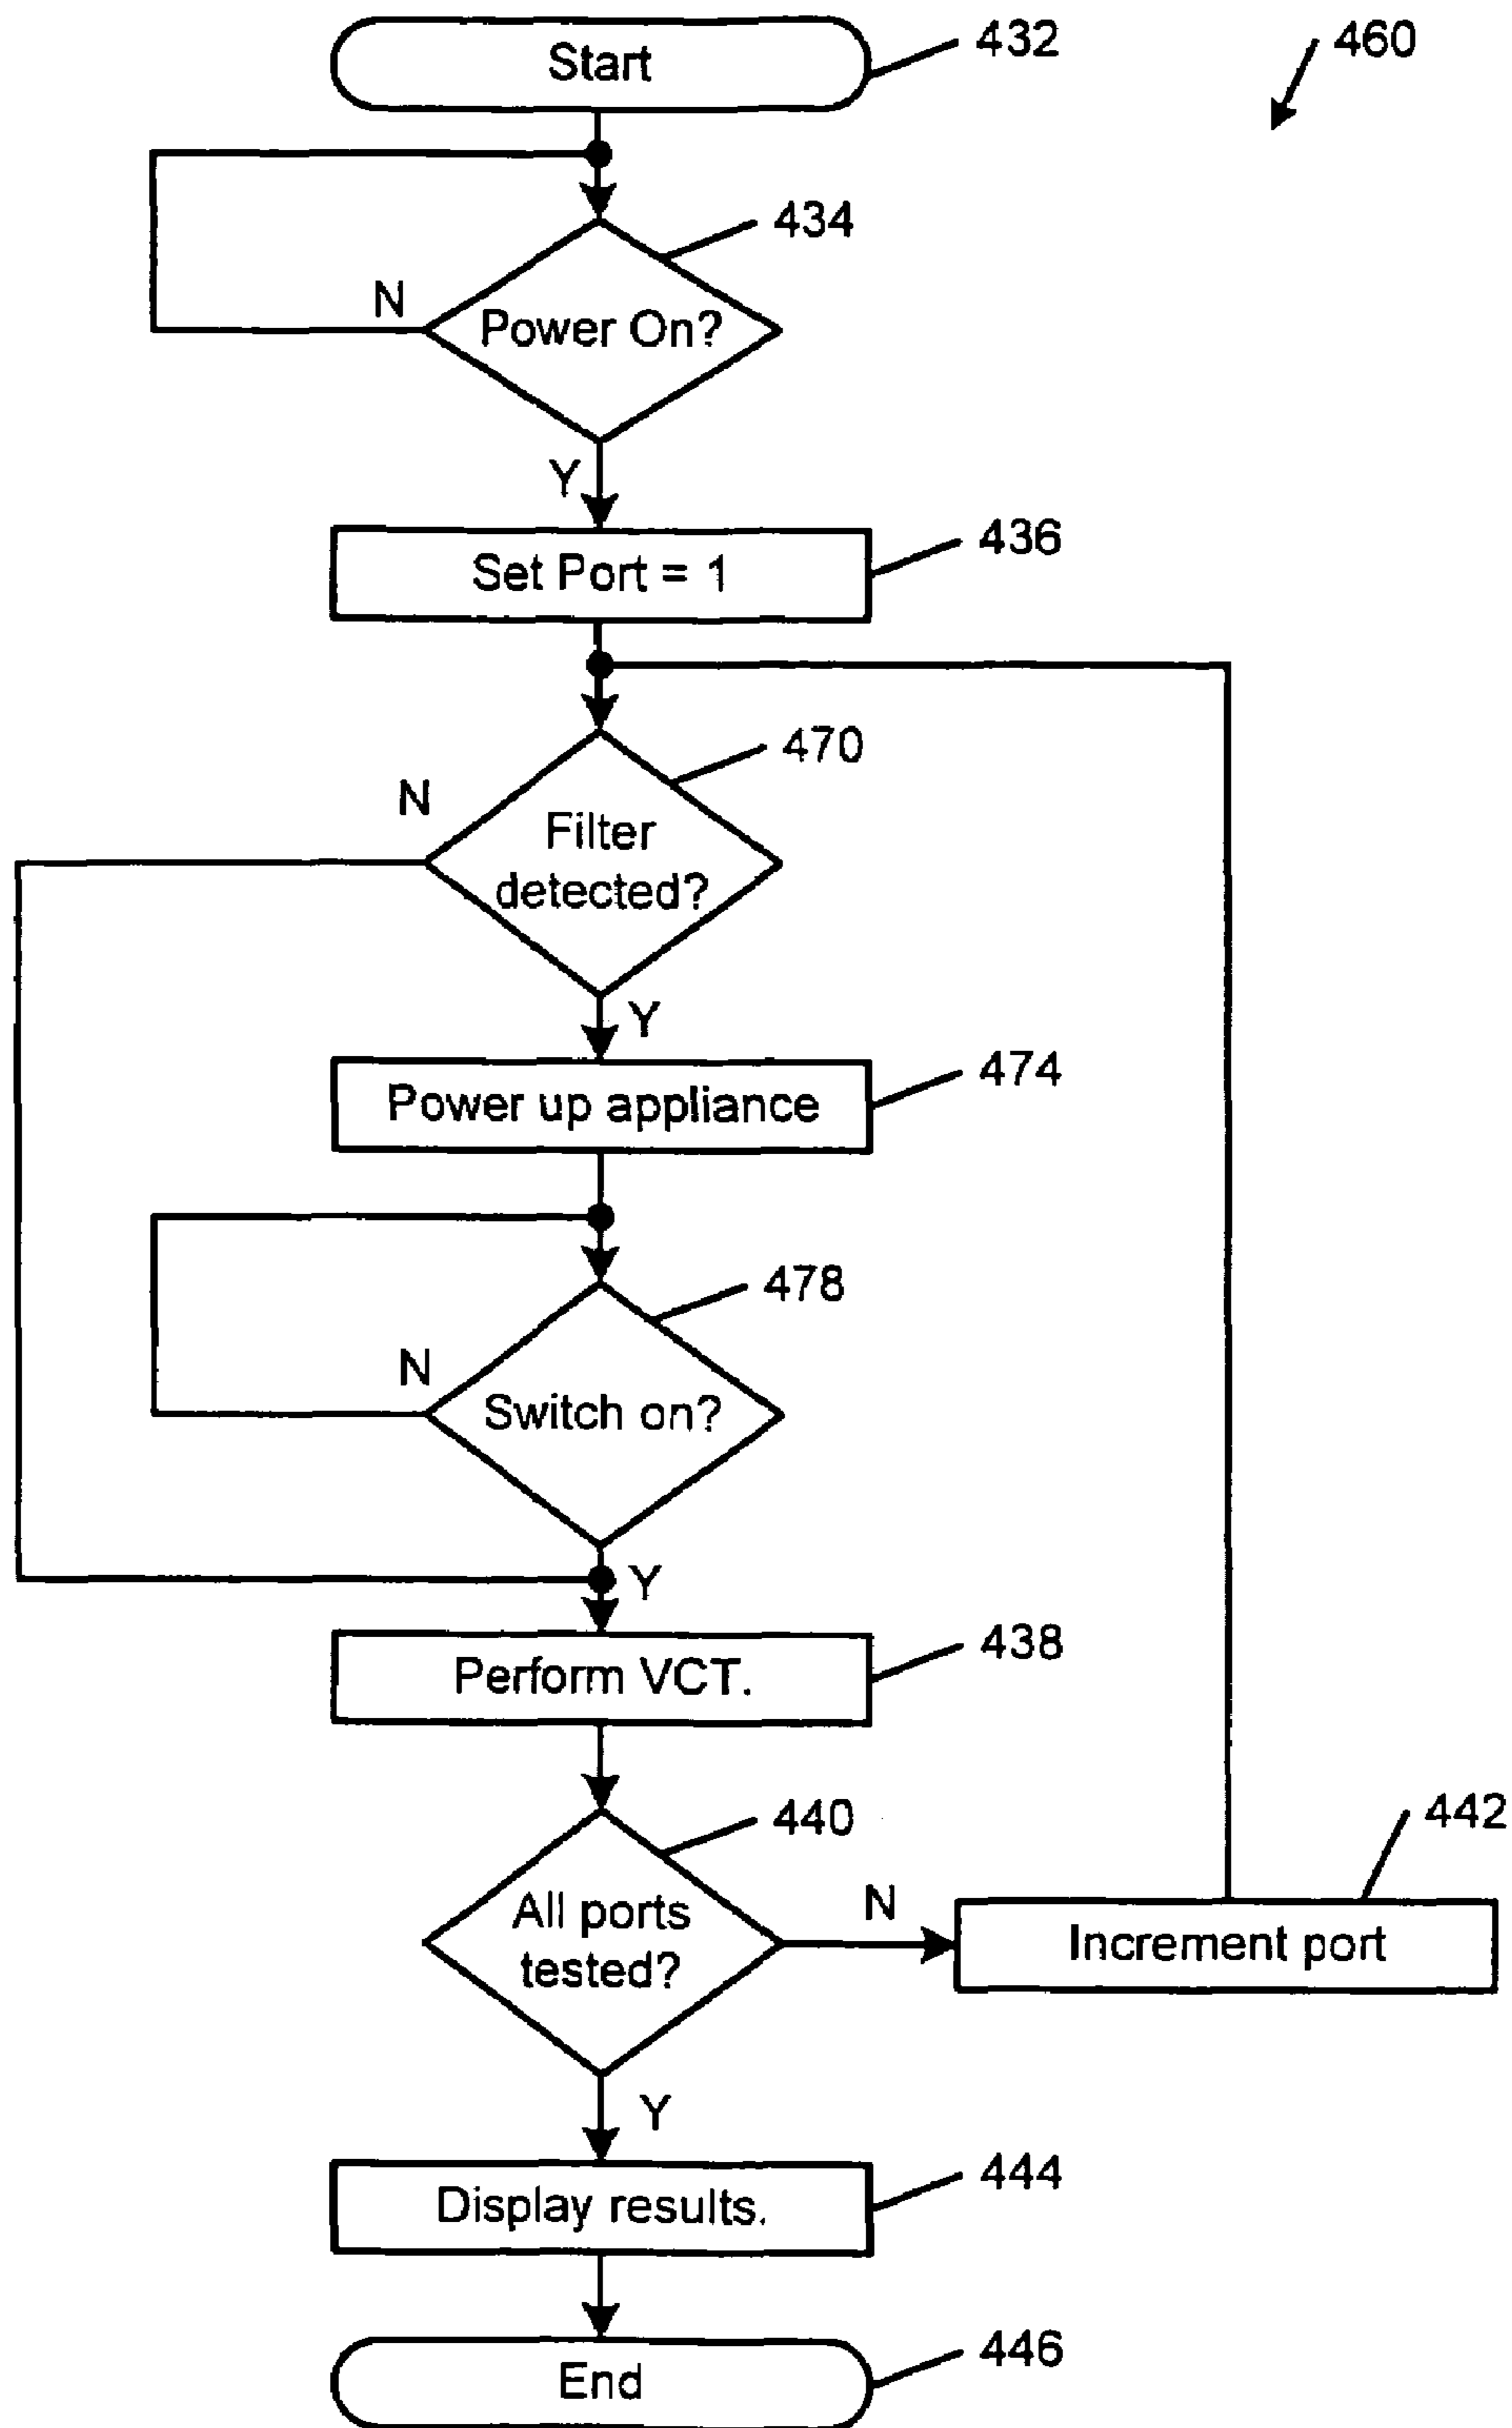 Start
432
460
434
N
Power On?
Y
436
Set Port = 1
470
N
Filter
detected?
Y
474
Power up appliance
478
N
Switch on?
Y
438
Perform VCT.
440
All ports
tested?
N
442
Increment port
Y
444
Display results.
446
End